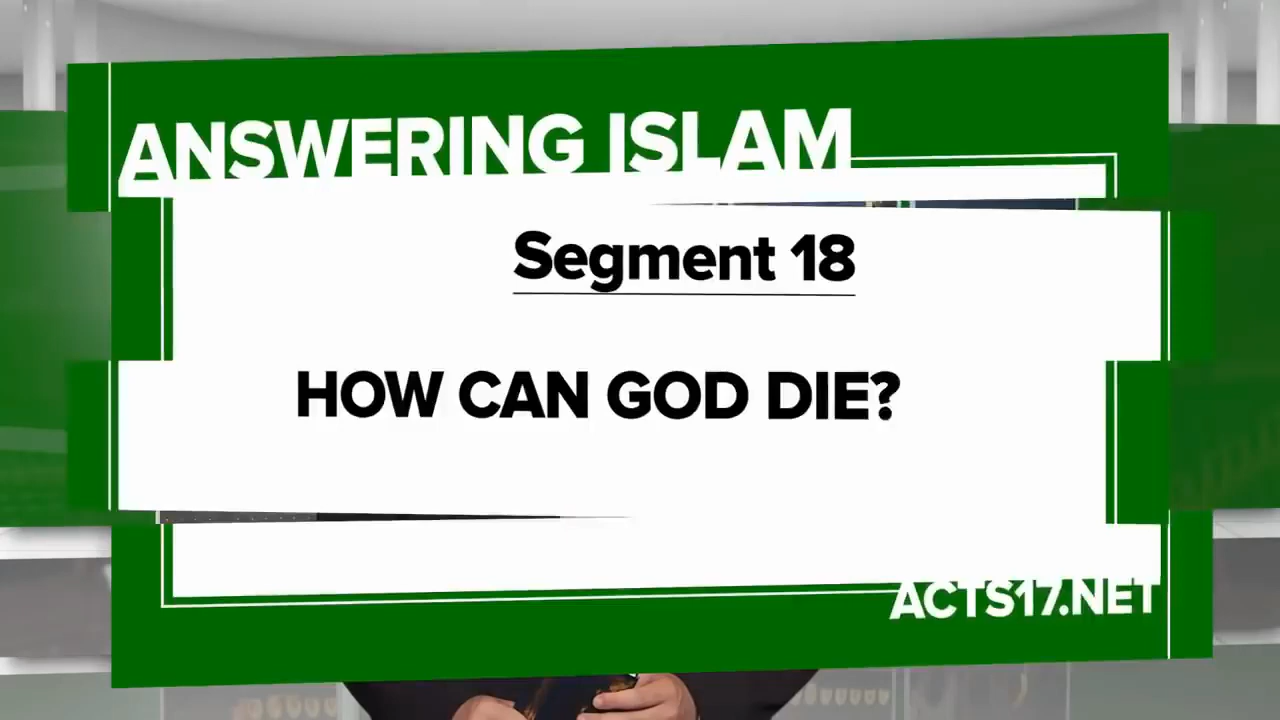 ANSWERING ISLAM
Segment 18
HOW CAN GOD DIE?
ACTS17.NET